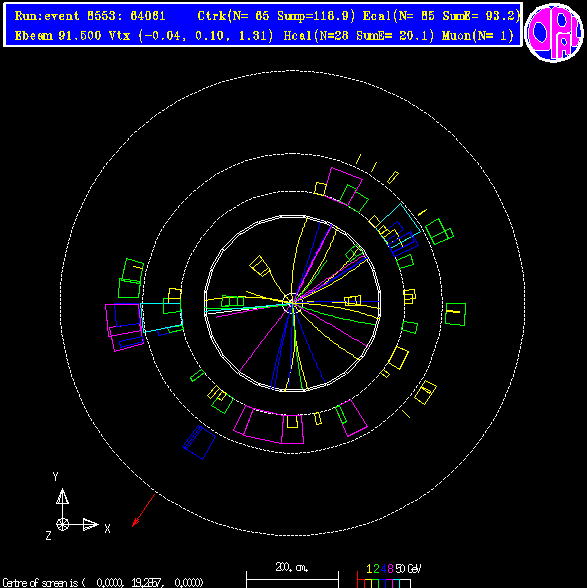 Run:event 8553: 64061 Ctrk(N= 65 Sump=118.9) Ecal(N= 85 SumE= 93.2)
Ebeam 91.500 Vtx (-0.04, 0.10, 1.31) Hcal(N=28 SumE= 20.1) Muon(N= 1)
OPAL
Y
X
Z
200. cm.
1 2 4 8 50 GeV
Centre of screen is ( 0.0000, 19.2857, 0.0000)